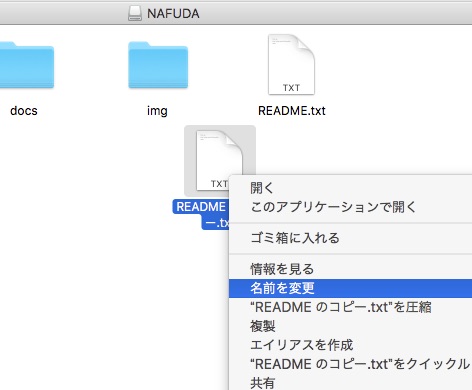 NAFUDA
docs
img
README.txt
TXT
TXT
README
ー.tx
開く
このアプリケーションで開く
ゴミ箱に入れる
情報を見る
名前を変更
"README のコピー.txt"を圧縮
複製
エイリアスを作成
"README のコピー.txt"をクイックル
共有